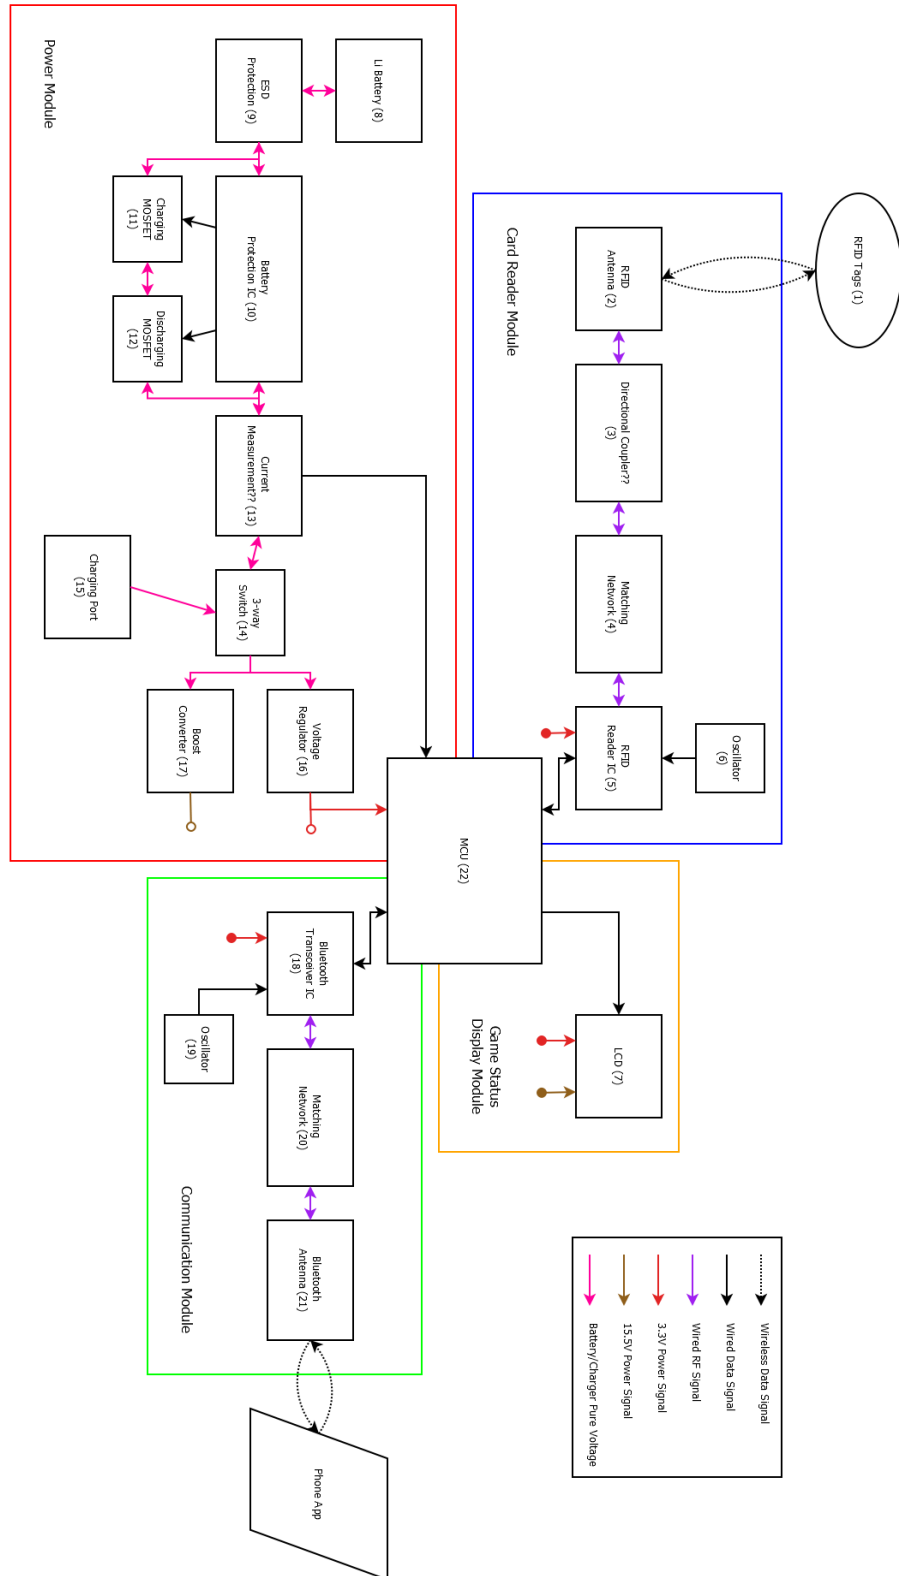 RFID Tags (1)
Card Reader Module
RFID
Antenna (2)
Directional Coupler??
(3)
Matching
Network (4)
RFID
Reader IC (5)
Oscillator
(6)
Power Module
Li Battery (8)
ESD
Protection (9)
Battery
Protection IC (10)
Charging
MOSFET
(11)
Discharging
MOSFET
(12)
Current
Measurement?? (13)
3-way
Switch (14)
Charging Port
(15)
Voltage
Regulator (16)
Boost
Converter (17)
MCU (22)
Game Status
Display Module
LCD (7)
Bluetooth
Transceiver IC
(18)
Oscillator
(19)
Matching
Network (20)
Bluetooth
Antenna (21)
Communication Module
Phone App
Wireless Data Signal
Wired Data Signal
Wired RF Signal
3.3V Power Signal
15.5V Power Signal
Battery/Charger Pure Voltage